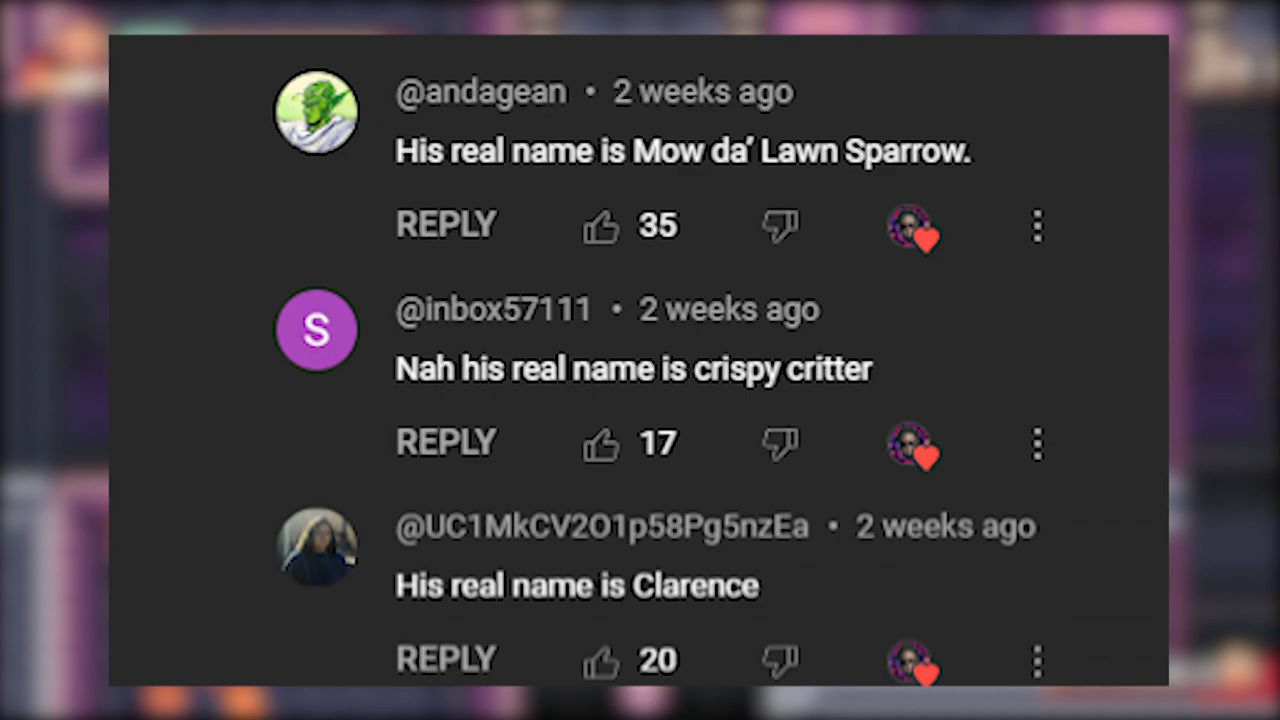 @andagean • 2 weeks ago
His real name is Mow da' Lawn Sparrow.
REPLY 35
S
@inbox57111 • 2 weeks ago
Nah his real name is crispy critter
REPLY 17
@UC1MkCV2O1p58Pg5nzEa • 2 weeks ago
His real name is Clarence
REPLY 20